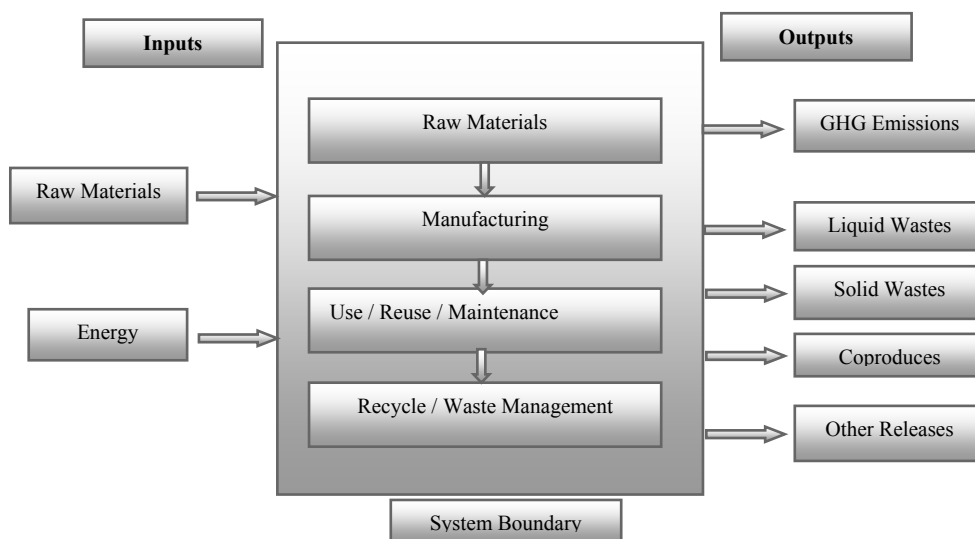 Inputs
Outputs
Raw Materials
Energy
Raw Materials
Manufacturing
Use / Reuse / Maintenance
Recycle / Waste Management
GHG Emissions
Liquid Wastes
Solid Wastes
Coproduces
Other Releases
System Boundary